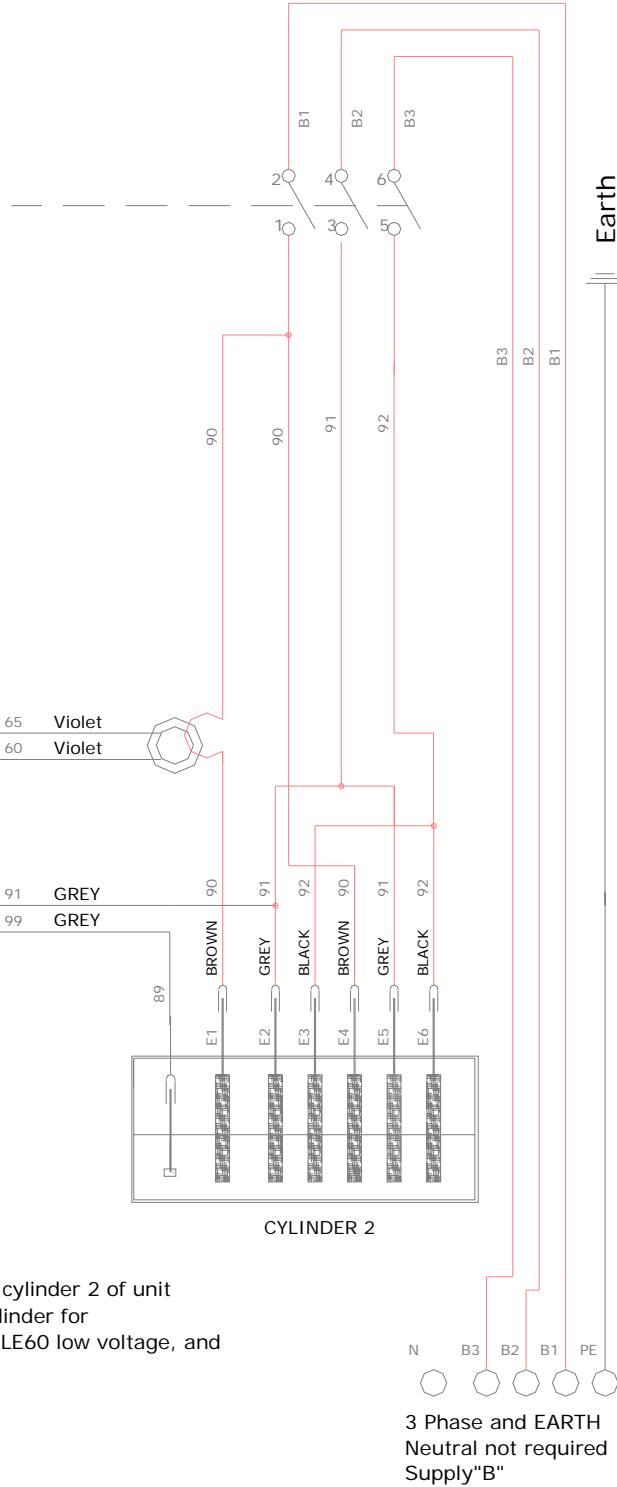 B1
B2
B3
2
4
6
1
3
5
Earth
B3
B2
B1
90
90
91
92
65 Violet
60 Violet
91 GREY
99 GREY
90
91
92
90
91
92
BROWN
GREY
BLACK
BROWN
GREY
BLACK
89
E1
E2
E3
E4
E5
E6
CYLINDER 2
cylinder 2 of unit
linder for
LE60 low voltage, and
N B3 B2 B1 PE
3 Phase and EARTH
Neutral not required
Supply"B"